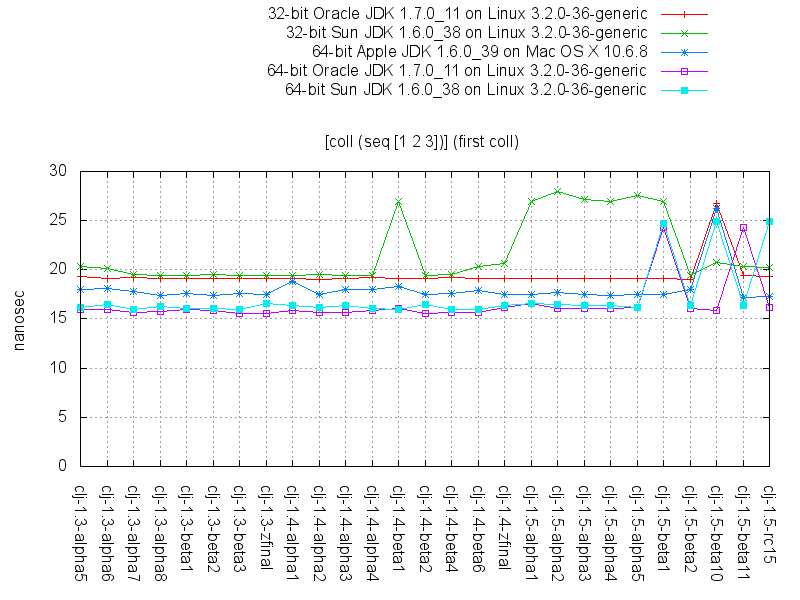 32-bit Oracle JDK 1.7.0_11 on Linux 3.2.0-36-generic
32-bit Sun JDK 1.6.0_38 on Linux 3.2.0-36-generic
64-bit Apple JDK 1.6.0_39 on Mac OS X 10.6.8
64-bit Oracle JDK 1.7.0_11 on Linux 3.2.0-36-generic
64-bit Sun JDK 1.6.0_38 on Linux 3.2.0-36-generic
[coll (seq [1 2 3])] (first coll)
30
25
20
15
10
5
0
nanosec
clj-1.3-alpha5
clj-1.3-alpha6
clj-1.3-alpha7
clj-1.3-alpha8
clj-1.3-beta1
clj-1.3-beta2
clj-1.3-beta3
clj-1.3-zfinal
clj-1.4-alpha1
clj-1.4-alpha2
clj-1.4-alpha3
clj-1.4-alpha4
clj-1.4-beta1
clj-1.4-beta2
clj-1.4-beta4
clj-1.4-beta6
clj-1.4-zfinal
clj-1.5-alpha1
clj-1.5-alpha2
clj-1.5-alpha3
clj-1.5-alpha4
clj-1.5-alpha5
clj-1.5-beta1
clj-1.5-beta2
clj-1.5-beta10
clj-1.5-beta11
clj-1.5-rc15